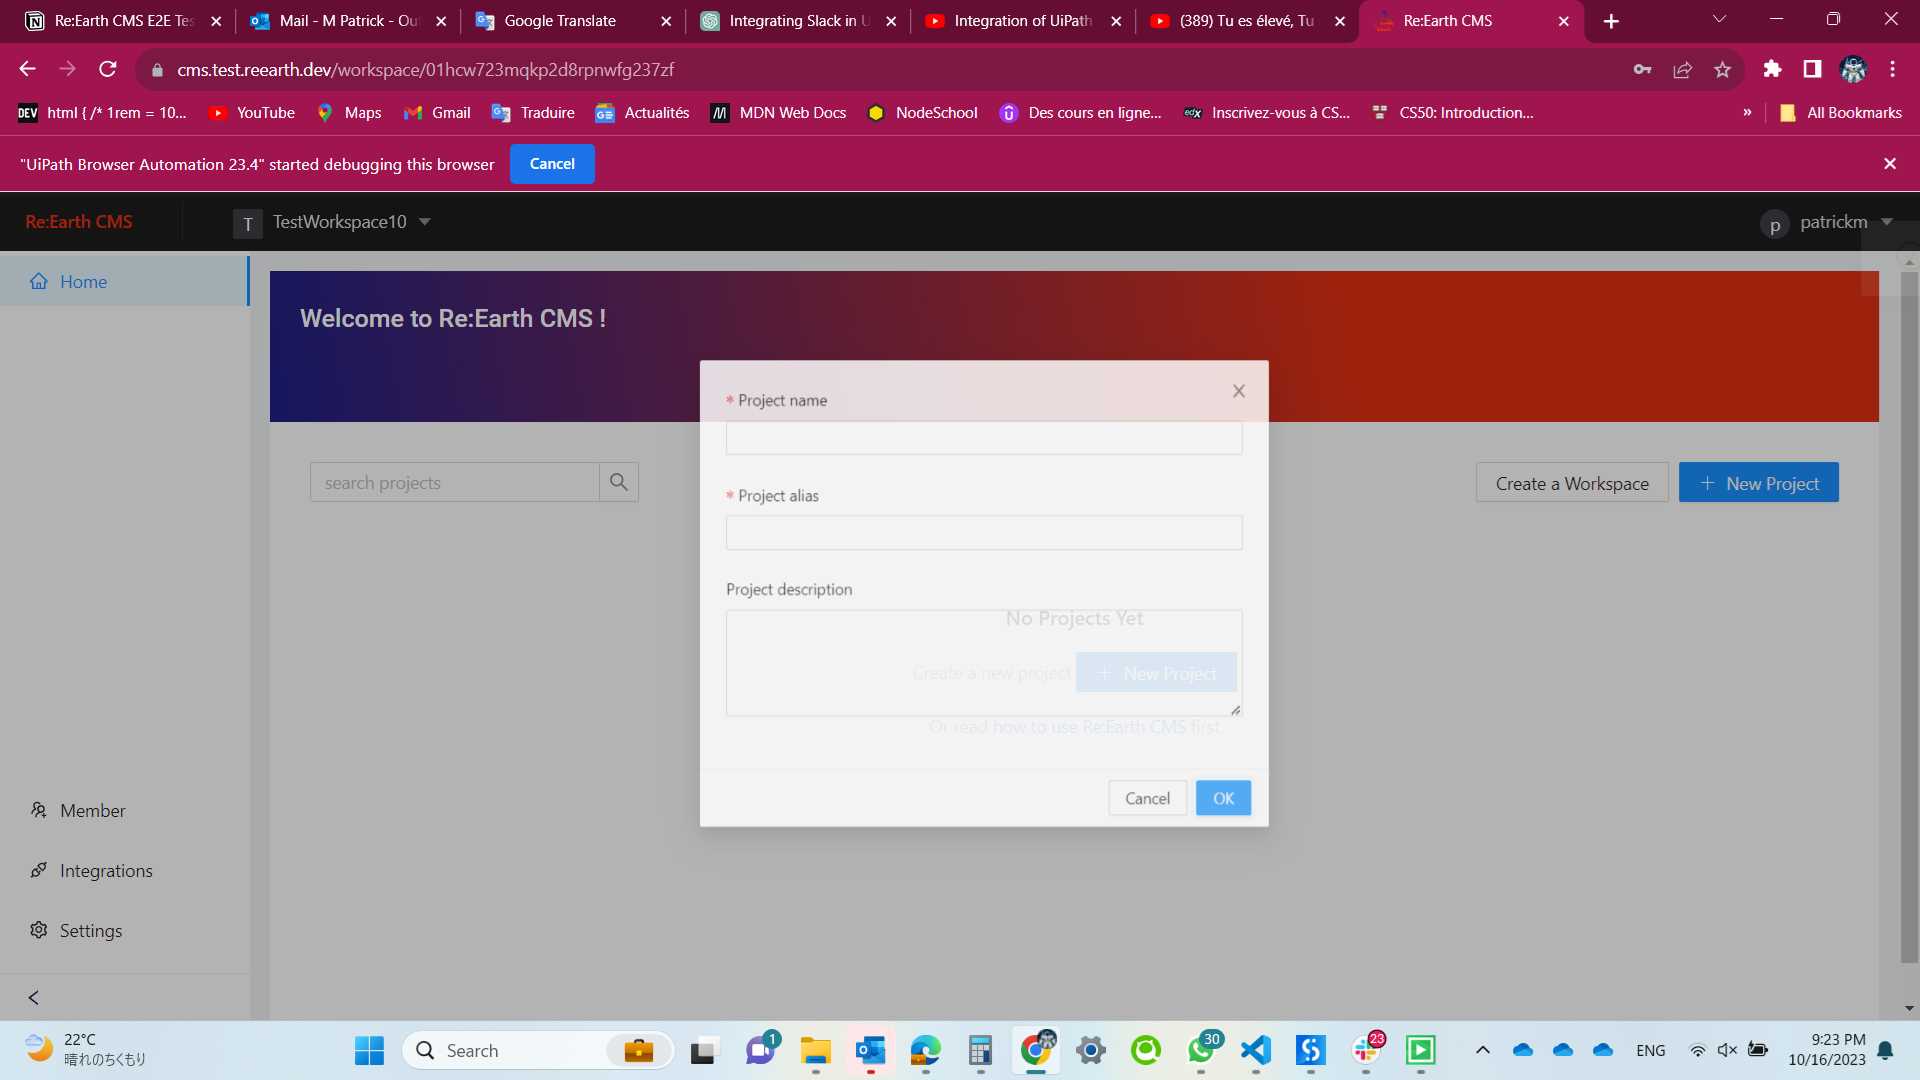 Re:Earth CMS E2E Tes
Mail - M Patrick - Ou
Google Translate
Integrating Slack in U
Integration of UiPath
(389) Tu es élevé, Tu
Re:Earth CMS
cms.test.reearth.dev/workspace/01hcw723mqkp2d8rpnwfg237zf
DEV
html { /* 1rem = 10...
YouTube
Maps
Gmail
Traduire
Actualités
MDN Web Docs
NodeSchool
Des cours en ligne...
edX
Inscrivez-vous à CS...
CS50: Introduction...
»
All Bookmarks
"UiPath Browser Automation 23.4" started debugging this browser
Cancel
Re:Earth CMS
T
TestWorkspace10
p
patrickm
Home
Welcome to Re:Earth CMS !
* Project name
search projects
Create a Workspace
+ New Project
* Project alias
Project description
No Projects Yet
Create a new project
+ New Project
Or read how to use Re:Earth CMS first
Cancel
OK
Member
Integrations
Settings
22°C
晴れのちくもり
Search
1
30
23
ENG
9:23 PM
10/16/2023